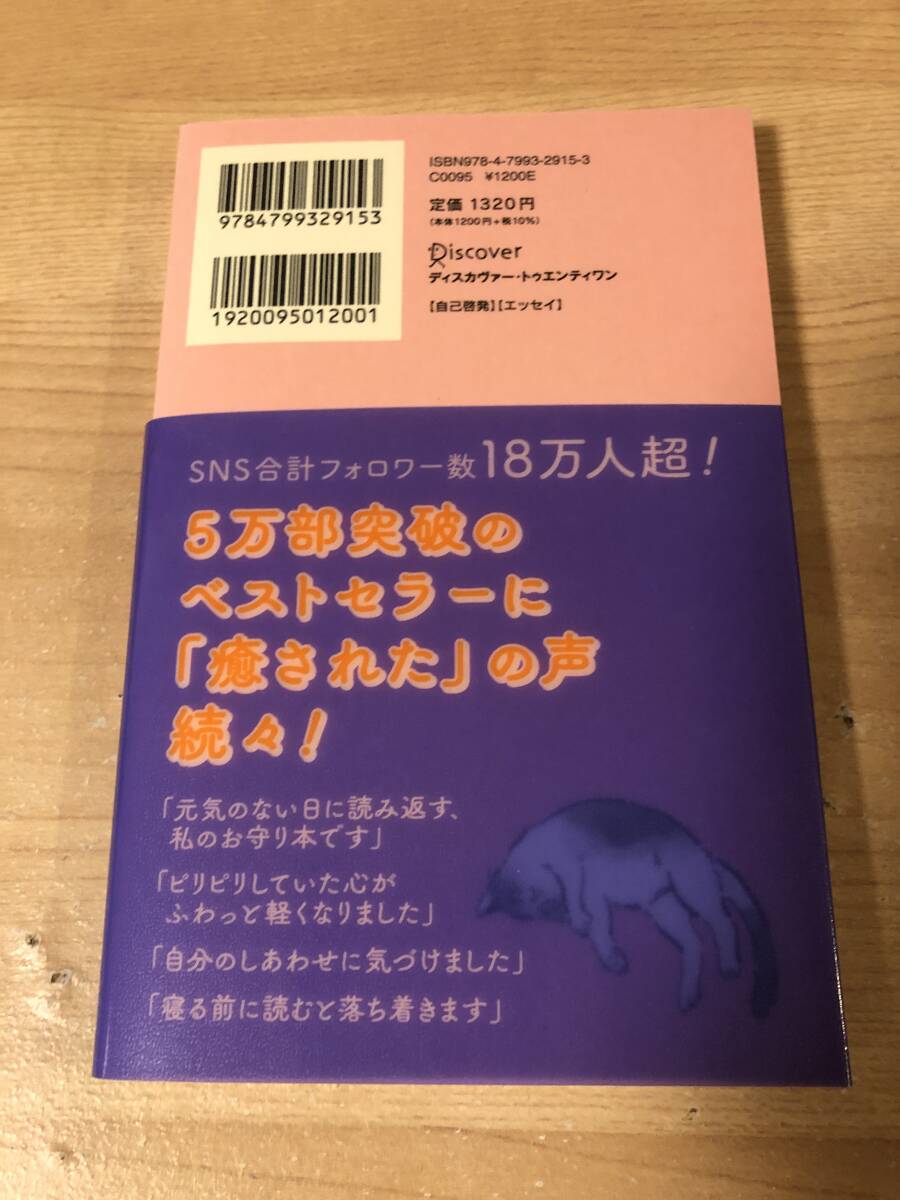 9784799329153
1920095012001
ISBN978-4-7993-2915-3
C0095 ¥1200E
定価 1320円
(本体1200円+税10%)
Discover
ディスカヴァー・トゥエンティワン
【自己啓発】【エッセイ】
SNS合計フォロワー数18万人超!
5万部突破の
ベストセラーに
「癒された」の声
続々!
「元気のない日に読み返す、
私のお守り本です」
「ピリピリしていた心が
ふわっと軽くなりました」
「自分のしあわせに気づけました」
「寝る前に読むと落ち着きます」